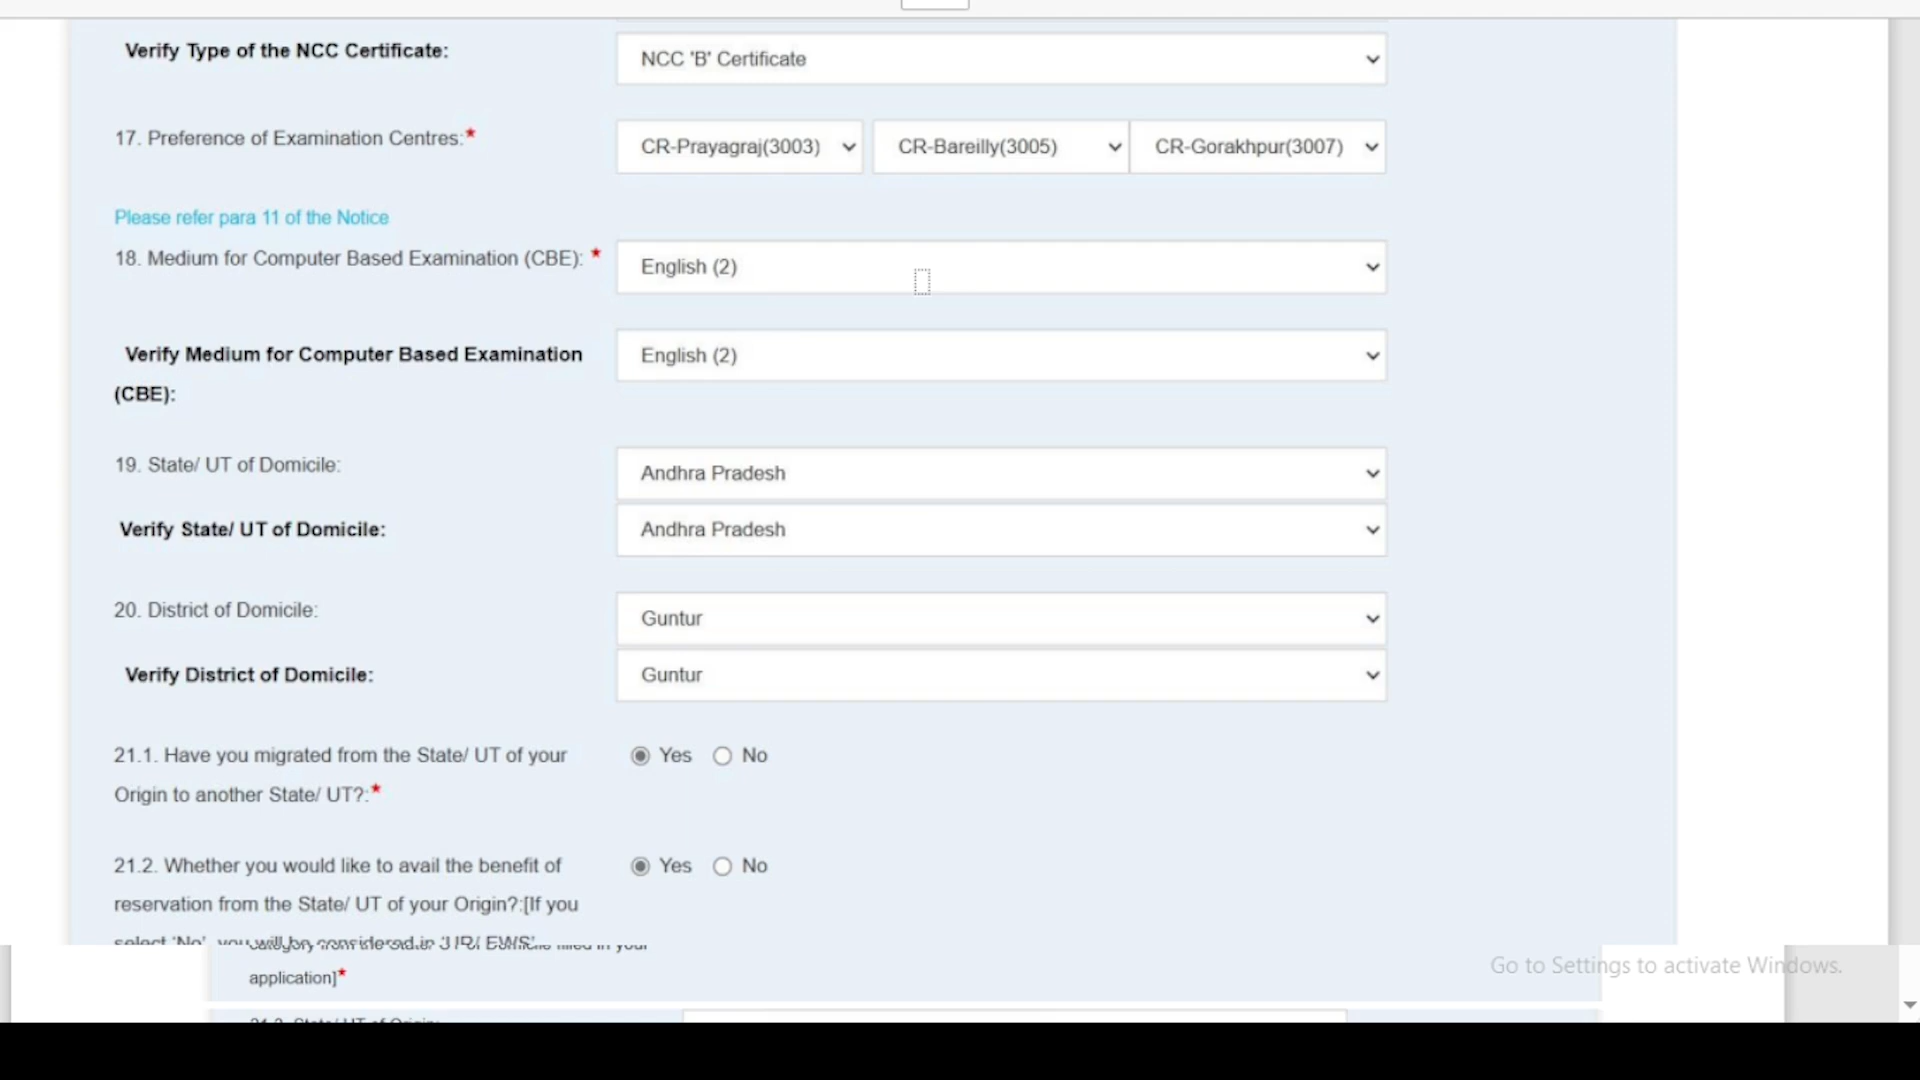 Verify Type of the NCC Certificate:
NCC 'B' Certificate
17. Preference of Examination Centres:*
CR-Prayagraj(3003) CR-Bareilly(3005) CR-Gorakhpur(3007)
Please refer para 11 of the Notice
18. Medium for Computer Based Examination (CBE): *
English (2)
Verify Medium for Computer Based Examination
(CBE):
English (2)
19. State/ UT of Domicile:
Andhra Pradesh
Verify State/ UT of Domicile:
Andhra Pradesh
20. District of Domicile:
Guntur
Verify District of Domicile:
Guntur
21.1. Have you migrated from the State/ UT of your
Origin to another State/ UT?:*
Yes No
21.2. Whether you would like to avail the benefit of
reservation from the State/ UT of your Origin?:[If you
Yes No
application]*
Go to Settings to activate Windows.